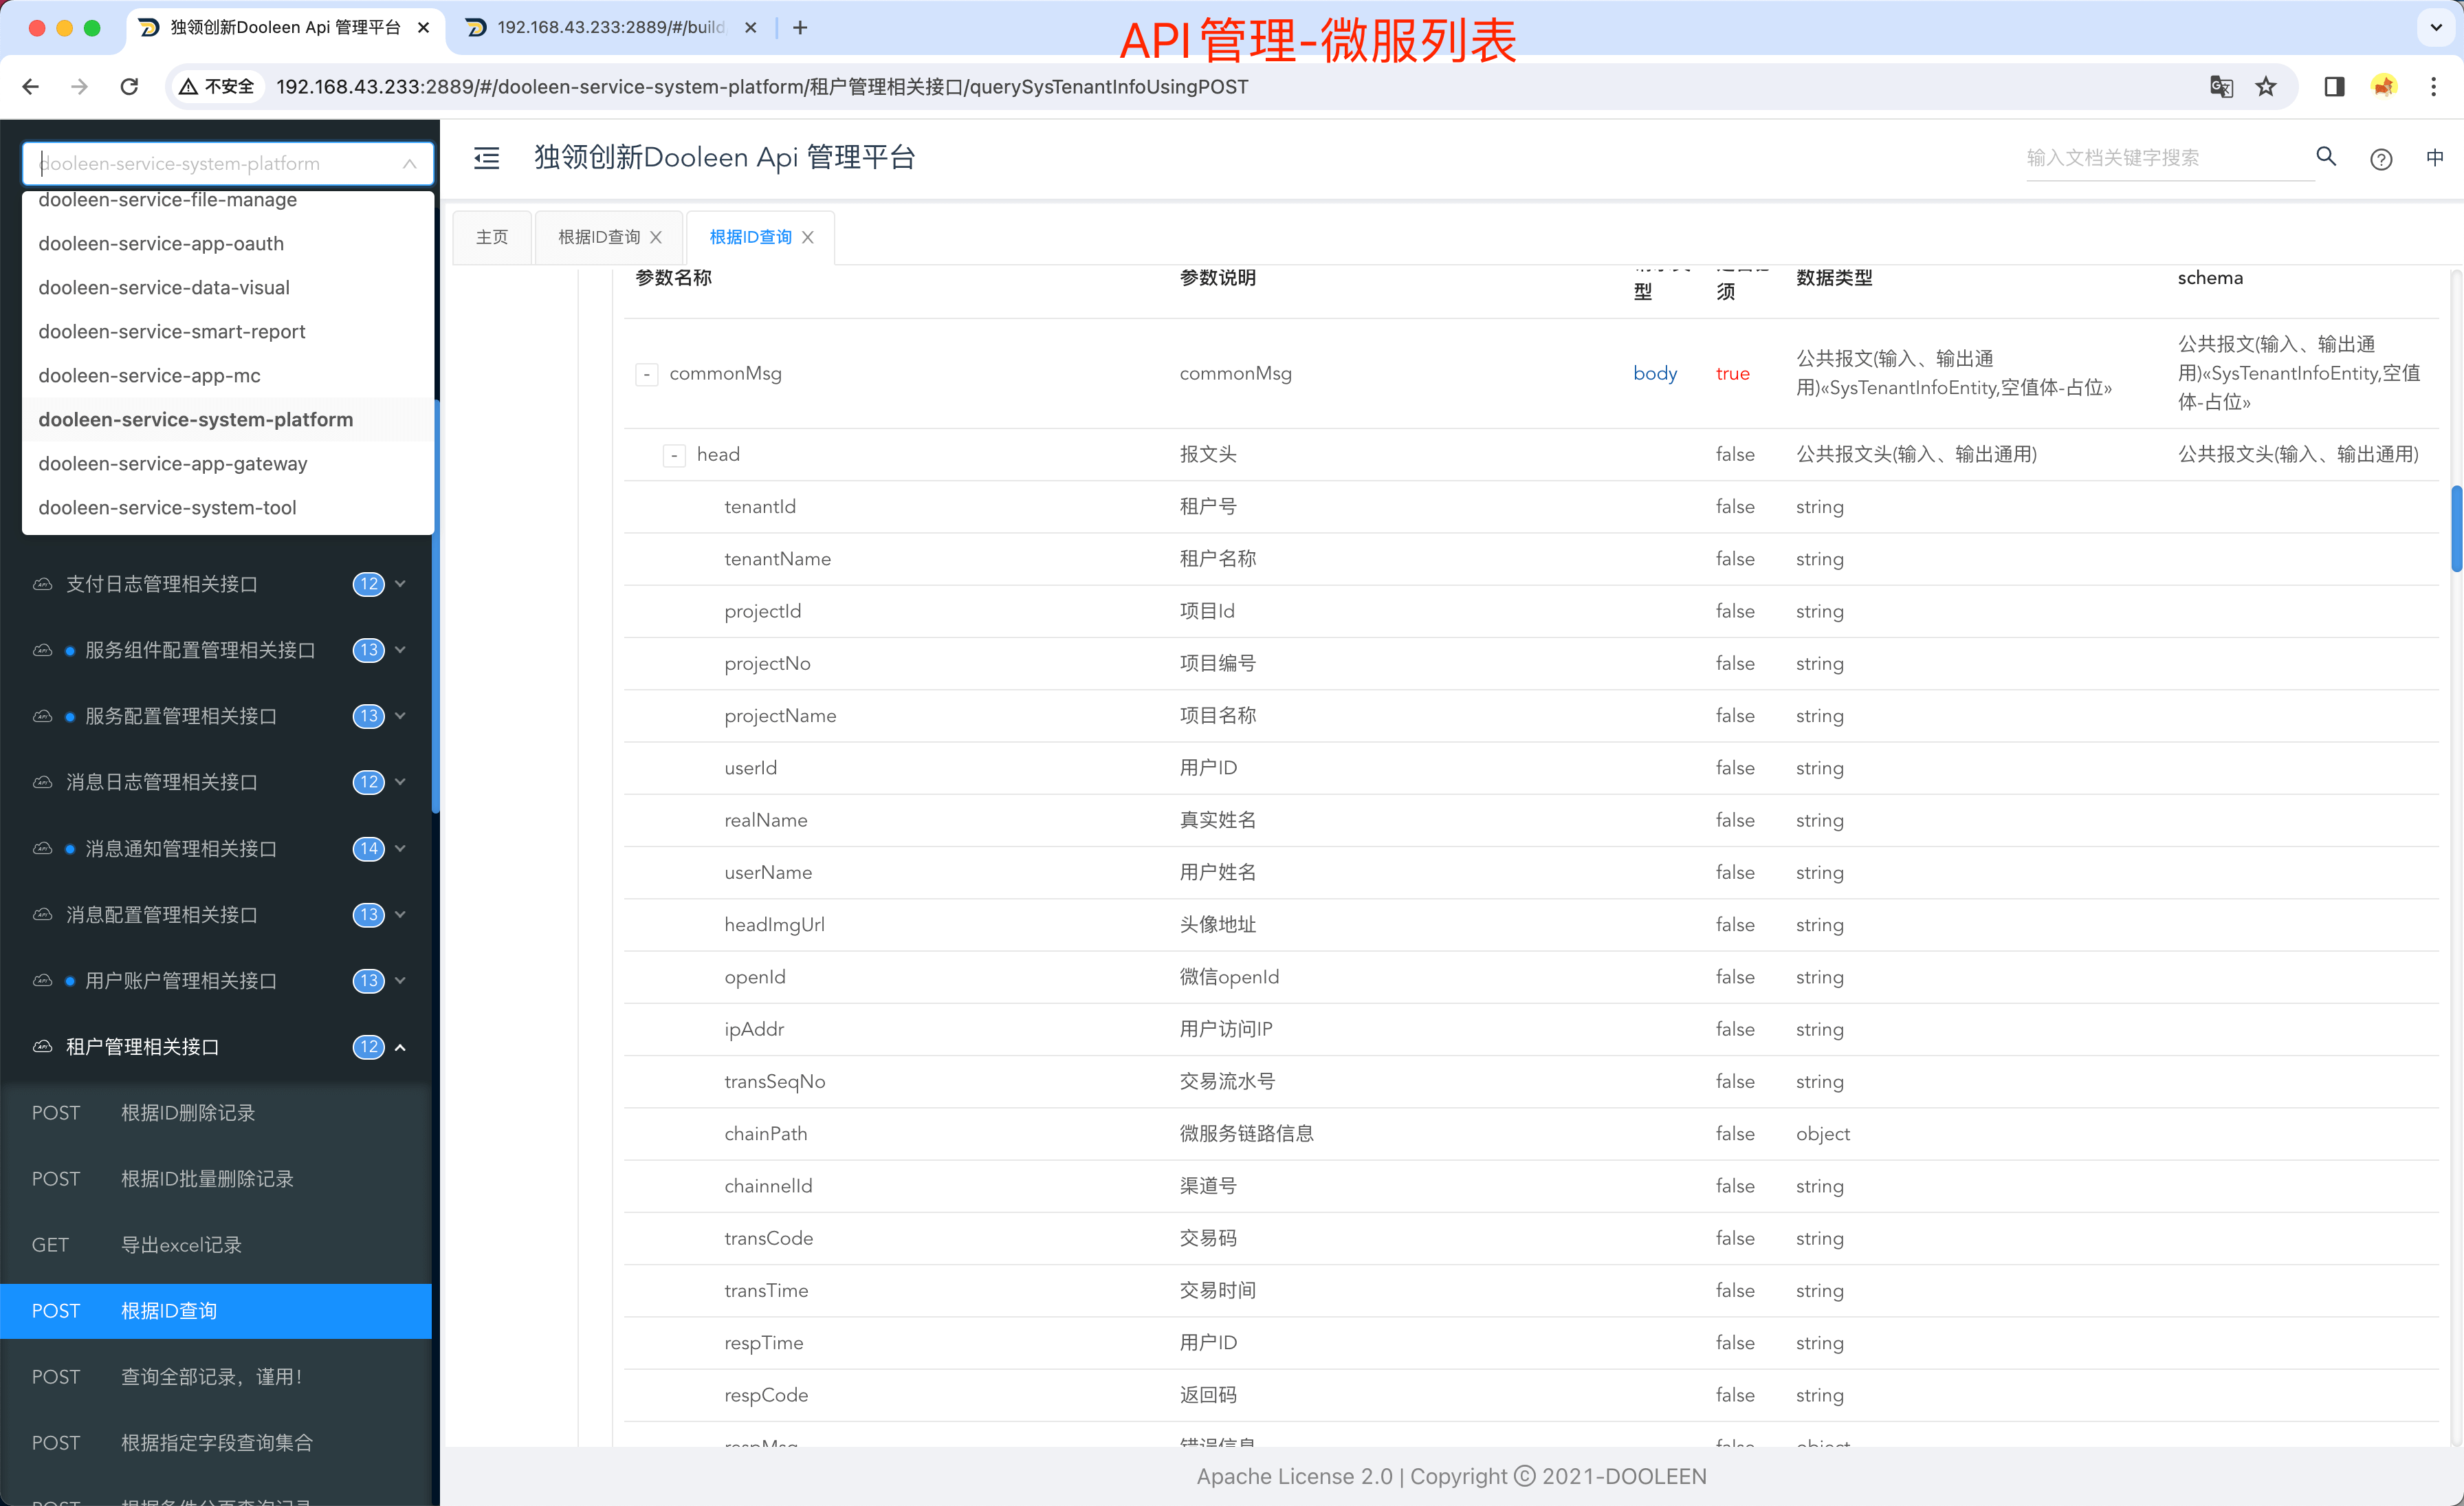 独领创新Dooleen Api 管理平台
192.168.43.233:2889/#/build
API 管理-微服列表
不安全
192.168.43.233:2889/#/dooleen-service-system-platform/租户管理相关接口/querySysTenantInfoUsingPOST
dooleen-service-system-platform
dooleen-service-file-manage
dooleen-service-app-oauth
dooleen-service-data-visual
dooleen-service-smart-report
dooleen-service-app-mc
dooleen-service-system-platform
dooleen-service-app-gateway
dooleen-service-system-tool
支付日志管理相关接口 12
服务组件配置管理相关接口 13
服务配置管理相关接口 13
消息日志管理相关接口 12
消息通知管理相关接口 14
消息配置管理相关接口 13
用户账户管理相关接口 13
租户管理相关接口 12
POST 根据ID删除记录
POST 根据ID批量删除记录
GET 导出excel记录
POST 根据ID查询
POST 查询全部记录，谨用！
POST 根据指定字段查询集合
POST 根据条件分页查询记录
独领创新Dooleen Api 管理平台
输入文档关键字搜索
中
主页
根据ID查询
根据ID查询
参数名称 参数说明 型 须 数据类型 schema
commonMsg commonMsg body true 公共报文(输入、输出通
用)«SysTenantInfoEntity,空值体-占位»
公共报文(输入、输出通
用)«SysTenantInfoEntity,空值
体-占位»
- head 报文头 false 公共报文头(输入、输出通用) 公共报文头(输入、输出通用)
tenantId 租户号 false string
tenantName 租户名称 false string
projectId 项目Id false string
projectNo 项目编号 false string
projectName 项目名称 false string
userId 用户ID false string
realName 真实姓名 false string
userName 用户姓名 false string
headImgUrl 头像地址 false string
openId 微信openId false string
ipAddr 用户访问IP false string
transSeqNo 交易流水号 false string
chainPath 微服务链路信息 false object
chainnelId 渠道号 false string
transCode 交易码 false string
transTime 交易时间 false string
respTime 用户ID false string
respCode 返回码 false string
respMsg 错误信息 false object
Apache License 2.0 | Copyright © 2021-DOOLEEN